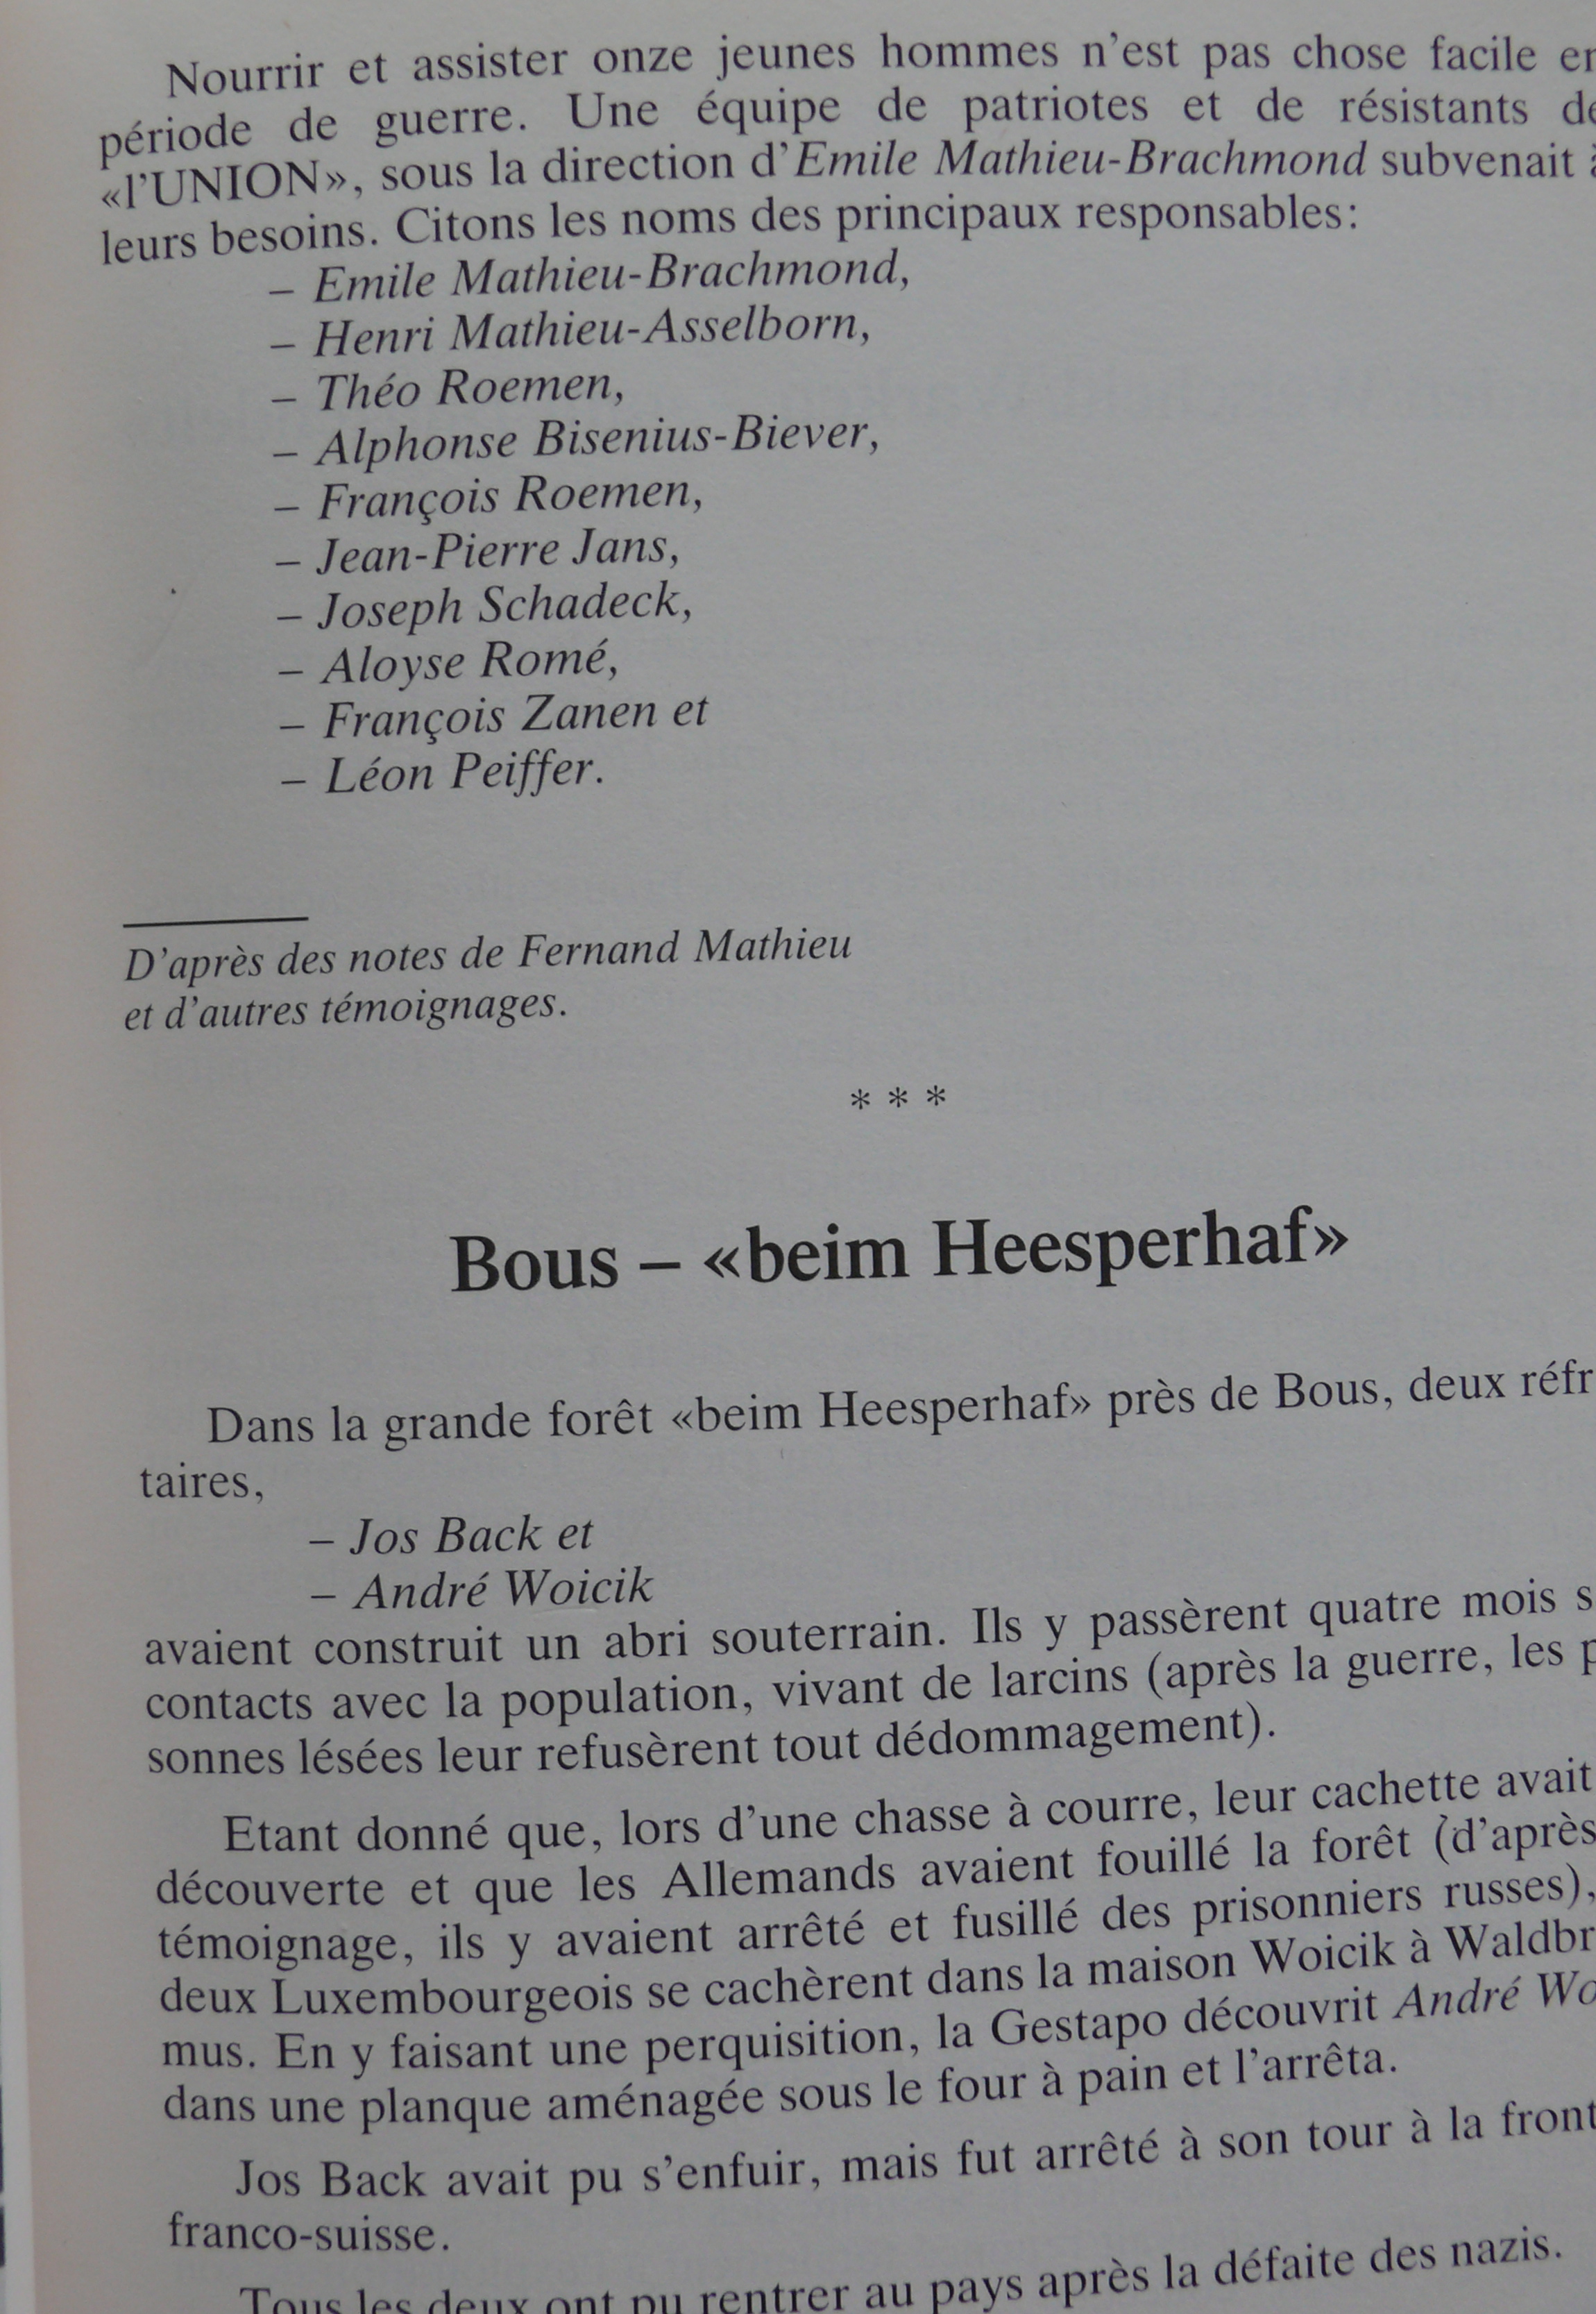 Nourrir et assister onze jeunes hommes n'est pas chose facile en
période de guerre. Une équipe de patriotes et de résistants de
«l'UNION», sous la direction d'Emile Mathieu-Brachmond subvenait à
leurs besoins. Citons les noms des principaux responsables:
– Emile Mathieu-Brachmond,
– Henri Mathieu-Asselborn,
– Théo Roemen,
– Alphonse Bisenius-Biever,
– François Roemen,
– Jean-Pierre Jans,
– Joseph Schadeck,
– Aloyse Romé,
– François Zanen et
– Léon Peiffer.
D'après des notes de Fernand Mathieu
et d'autres témoignages.
* * *
Bous – «beim Heesperhaf»
Dans la grande forêt «beim Heesperhaf» près de Bous, deux réfr
taires,
– Jos Back et
– André Woicik
avaient construit un abri souterrain. Ils y passèrent quatre mois s
contacts avec la population, vivant de larcins (après la guerre, les p
sonnes lésées leur refusèrent tout dédommagement).
Etant donné que, lors d'une chasse à courre, leur cachette avait
découverte et que les Allemands avaient fouillé la forêt (d'après
témoignage, ils y avaient arrêté et fusillé des prisonniers russes),
deux Luxembourgeois se cachèrent dans la maison Woicik à Waldbr
mus. En y faisant une perquisition, la Gestapo découvrit André Wo
dans une planque aménagée sous le four à pain et l'arrêta.
Jos Back avait pu s'enfuir, mais fut arrêté à son tour à la front
franco-suisse.
Tous les deux ont pu rentrer au pays après la défaite des nazis.